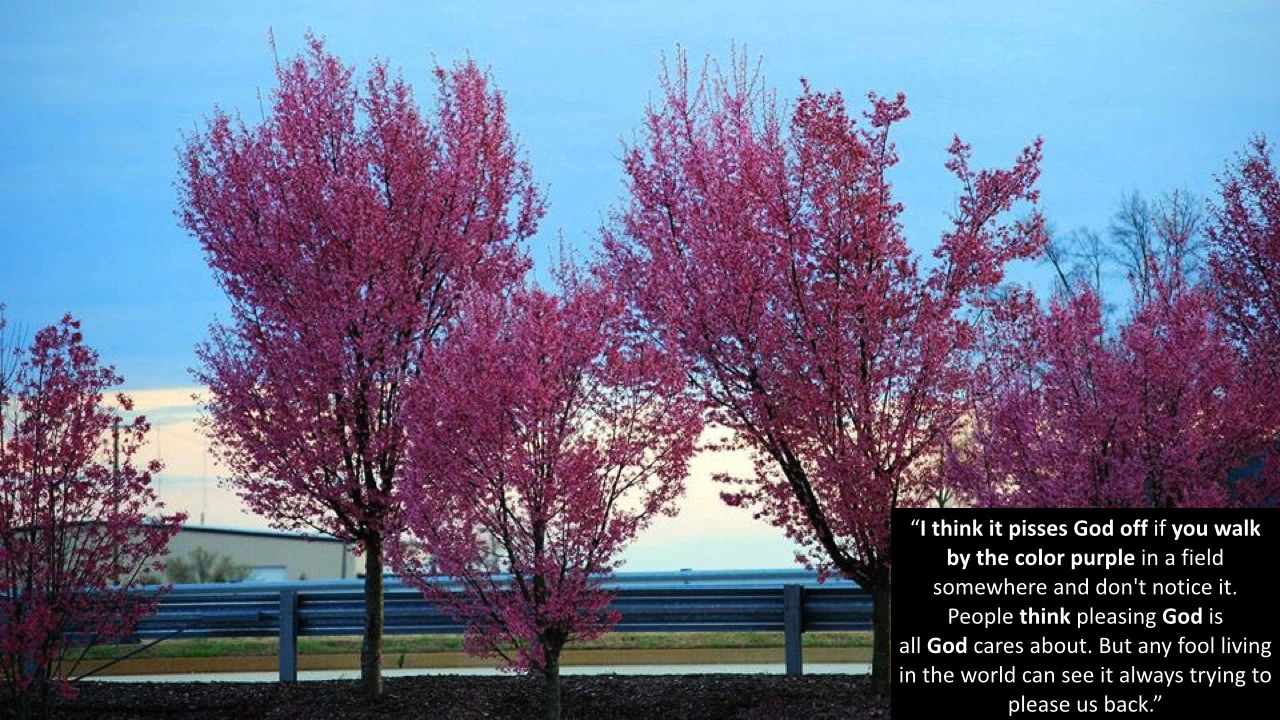 “I think it pisses God off if you walk
by the color purple in a field
somewhere and don't notice it.
People think pleasing God is
all God cares about. But any fool living
in the world can see it always trying to
please us back.”